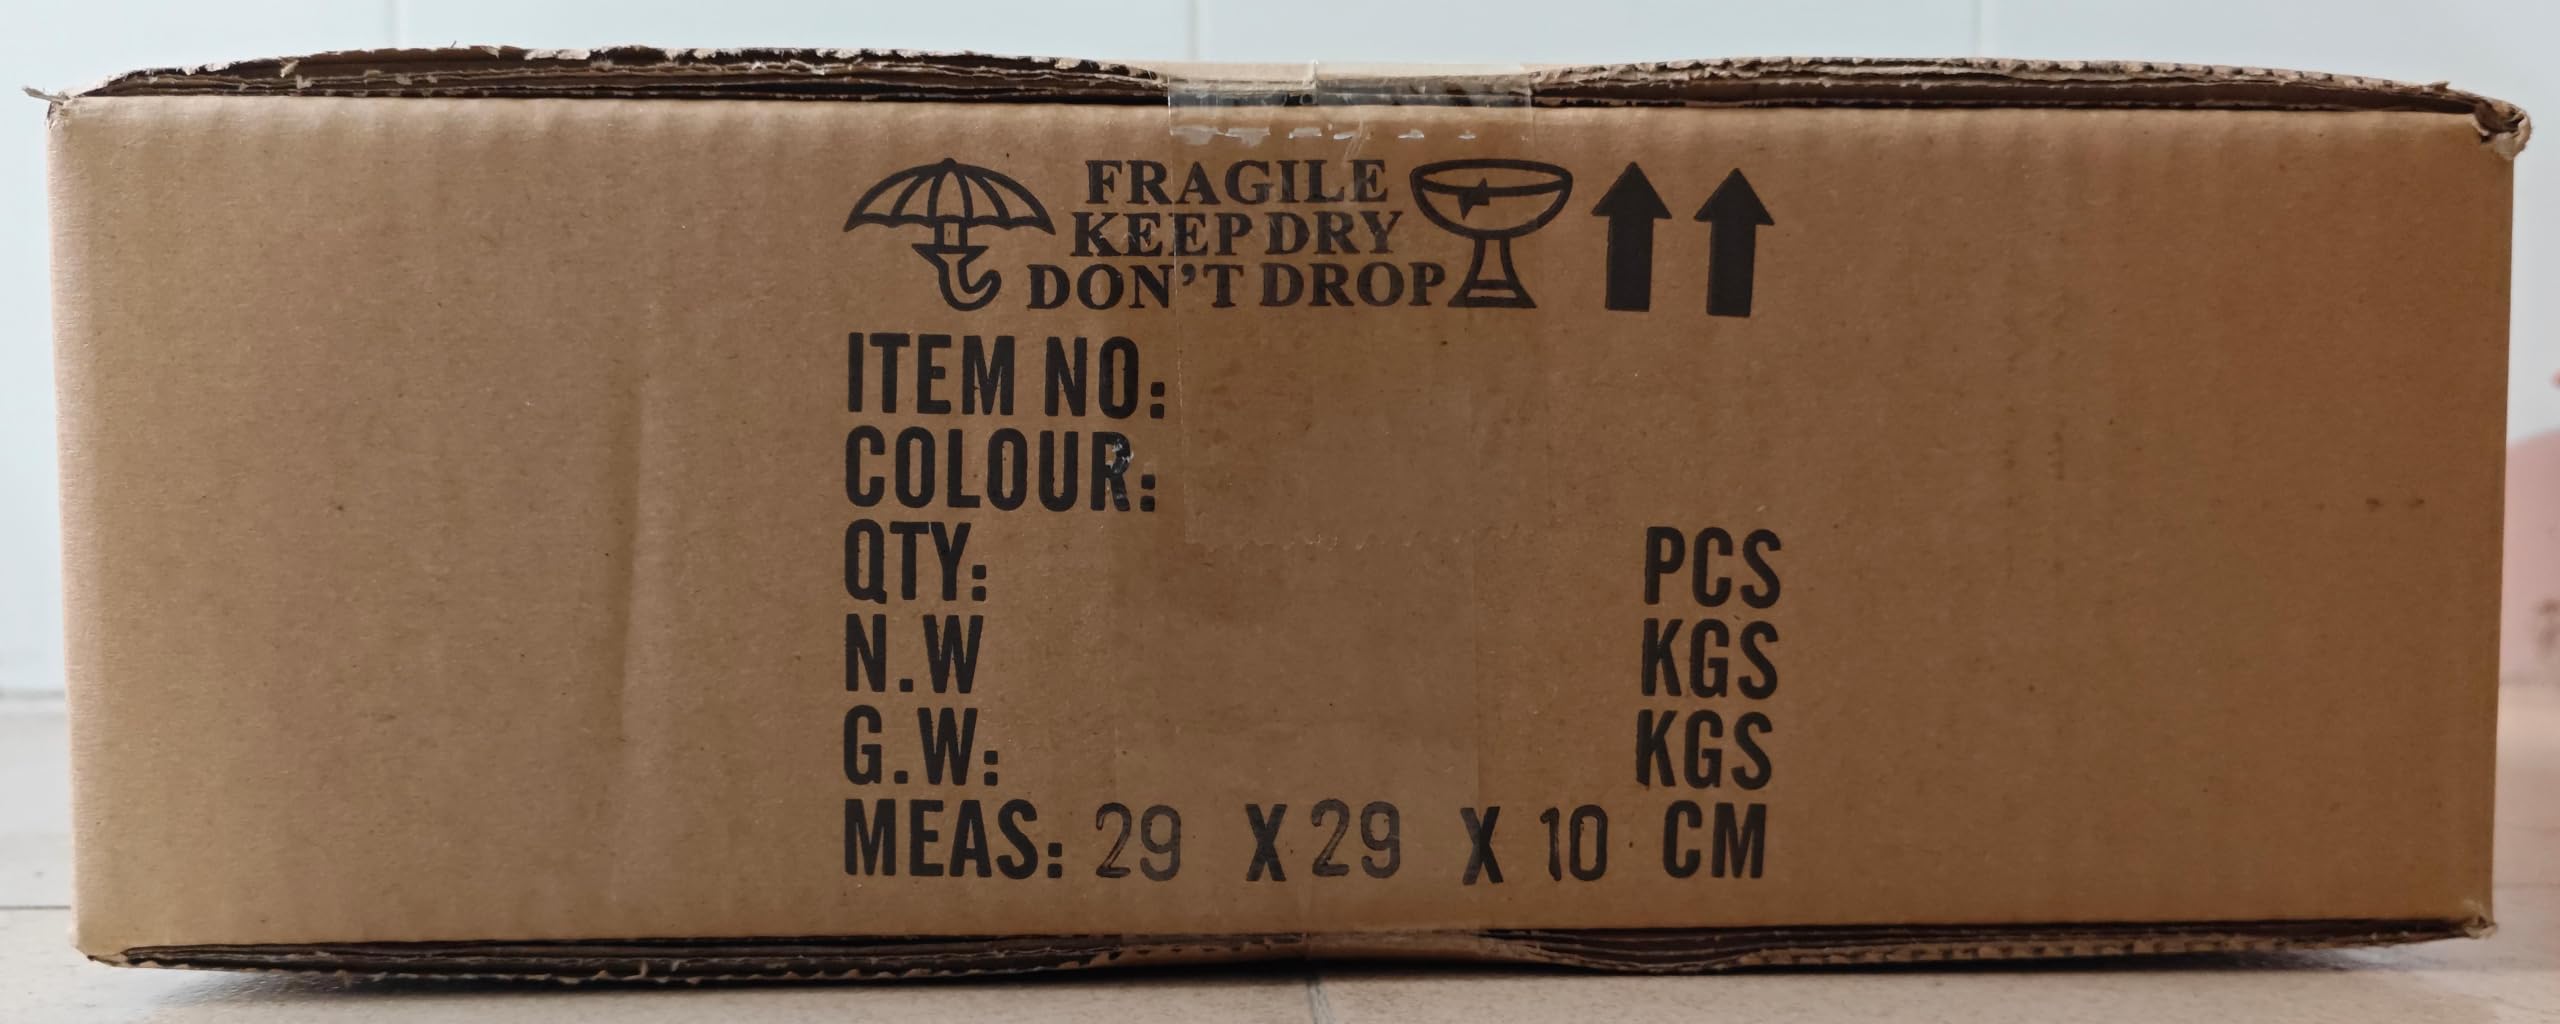 FRAGILE
KEEP DRY
DON'T DROP
ITEM NO:
COLOUR:
QTY: PCS
N.W KGS
G.W: KGS
MEAS: 29 X 29 X 10 CM